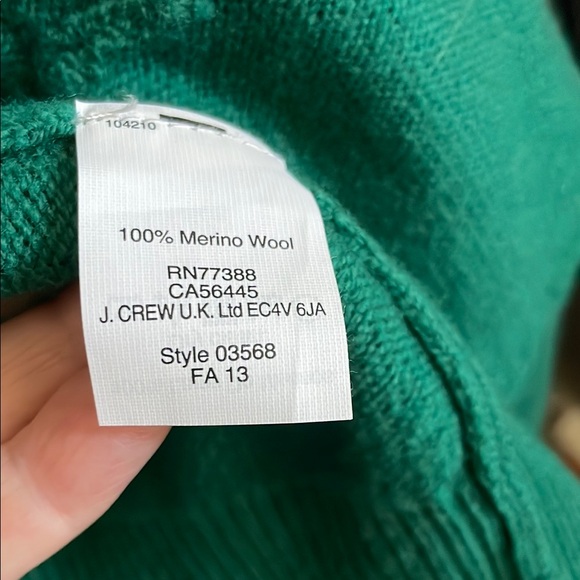 104210
100% Merino Wool
RN77388
CA56445
J. CREW U.K. Ltd EC4V 6JA
Style 03568
FA 13